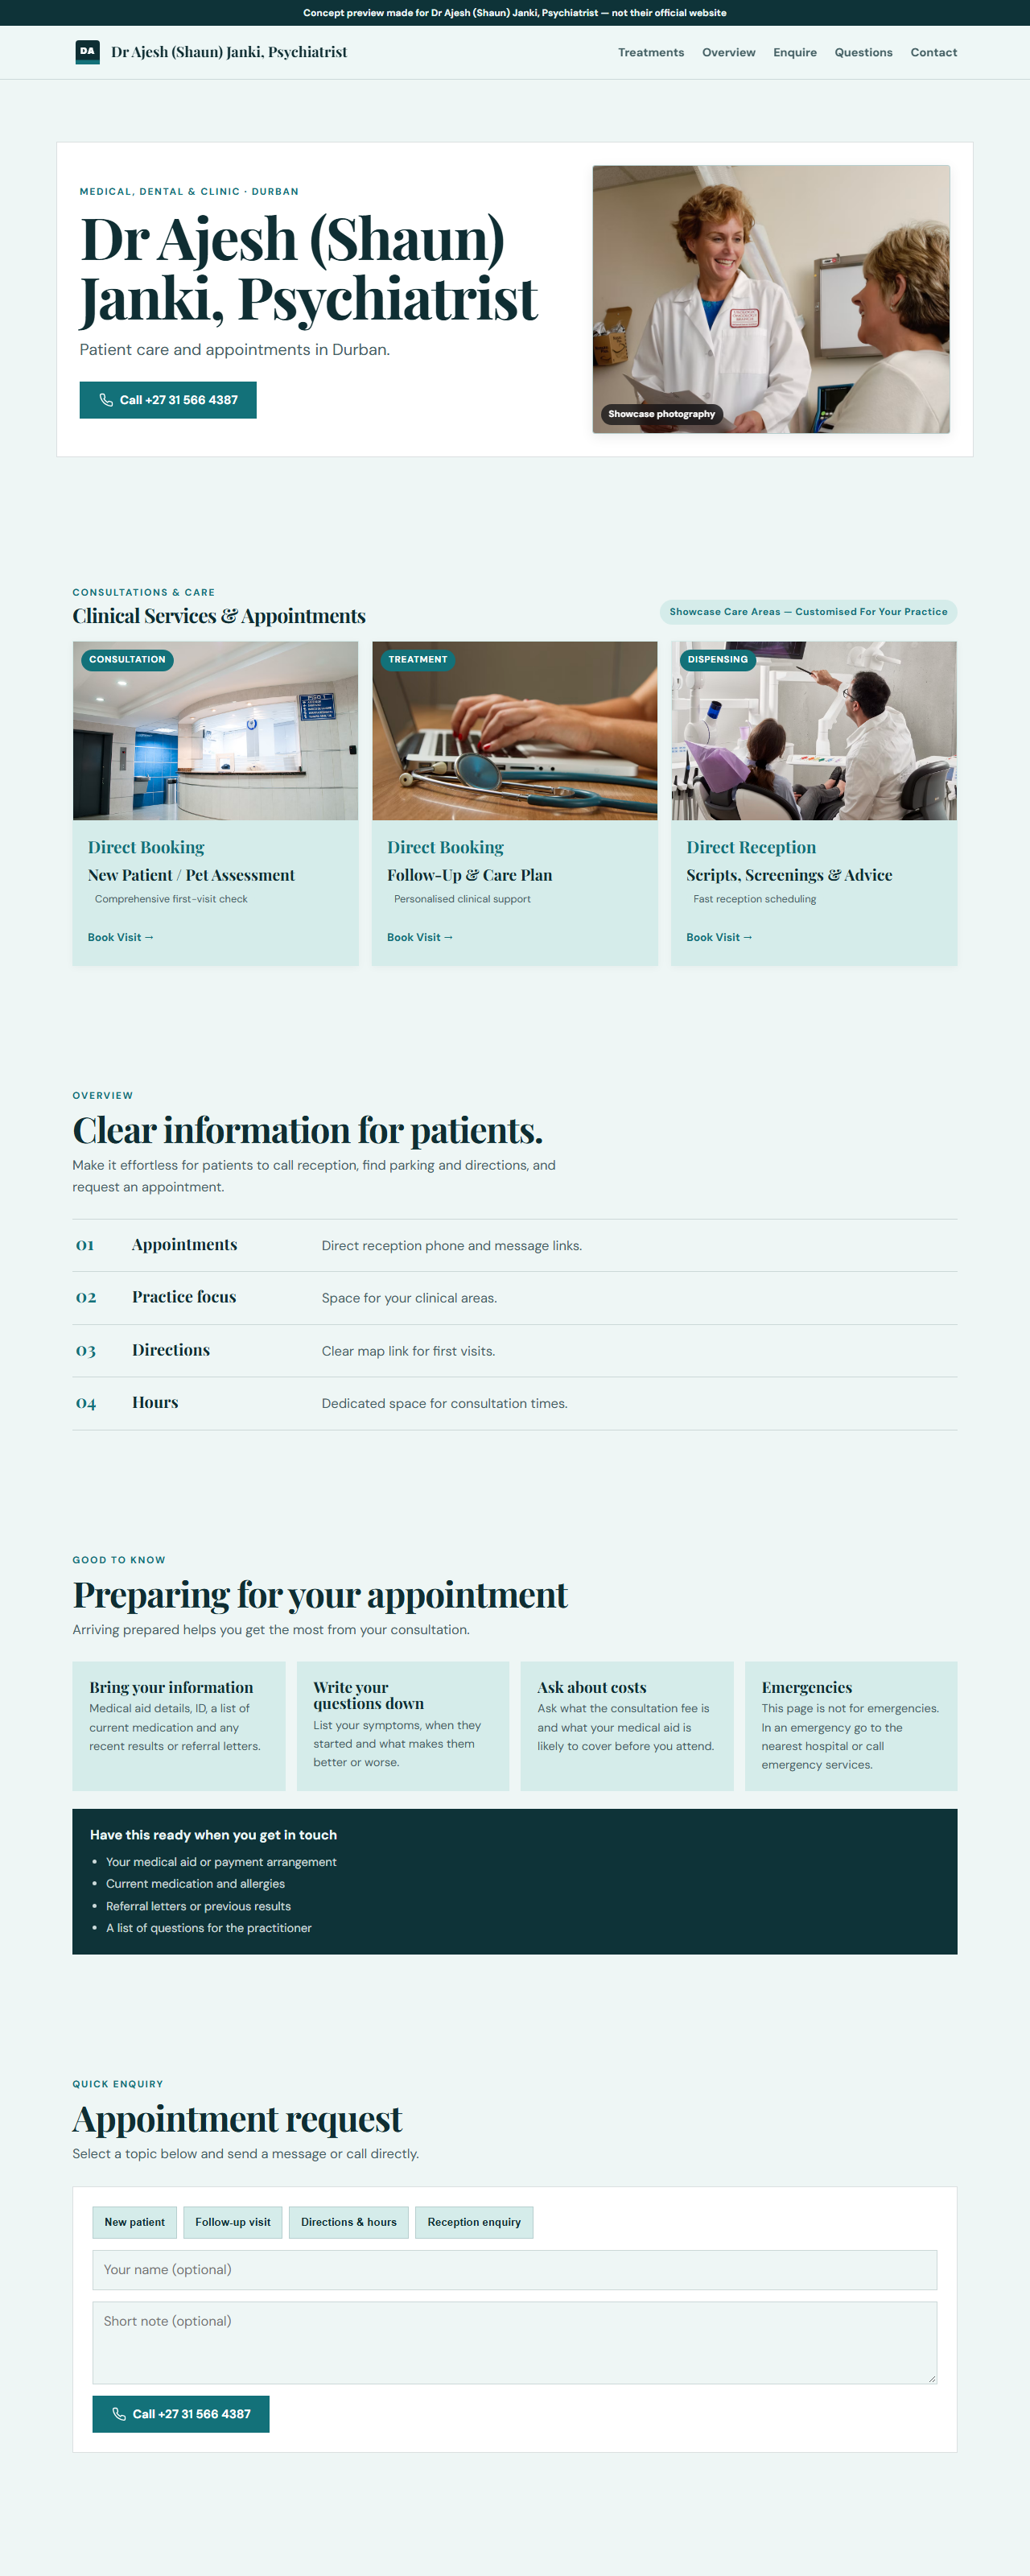 Concept preview made for Dr Ajesh (Shaun) Janki, Psychiatrist — not their official website
DA
Dr Ajesh (Shaun) Janki, Psychiatrist
Treatments
Overview
Enquire
Questions
Contact
MEDICAL, DENTAL & CLINIC · DURBAN
Dr Ajesh (Shaun)
Janki, Psychiatrist
Patient care and appointments in Durban.
Call +27 31 566 4387
Showcase photography
CONSULTATIONS & CARE
Clinical Services & Appointments
Showcase Care Areas — Customised For Your Practice
CONSULTATION
Direct Booking
New Patient / Pet Assessment
Comprehensive first-visit check
Book Visit →
TREATMENT
Direct Booking
Follow-Up & Care Plan
Personalised clinical support
Book Visit →
DISPENSING
Direct Reception
Scripts, Screenings & Advice
Fast reception scheduling
Book Visit →
OVERVIEW
Clear information for patients.
Make it effortless for patients to call reception, find parking and directions, and
request an appointment.
01 Appointments Direct reception phone and message links.
02 Practice focus Space for your clinical areas.
03 Directions Clear map link for first visits.
04 Hours Dedicated space for consultation times.
GOOD TO KNOW
Preparing for your appointment
Arriving prepared helps you get the most from your consultation.
Bring your information
Medical aid details, ID, a list of
current medication and any
recent results or referral letters.
Write your
questions down
List your symptoms, when they
started and what makes them
better or worse.
Ask about costs
Ask what the consultation fee is
and what your medical aid is
likely to cover before you attend.
Emergencies
This page is not for emergencies.
In an emergency go to the
nearest hospital or call
emergency services.
Have this ready when you get in touch
• Your medical aid or payment arrangement
• Current medication and allergies
• Referral letters or previous results
• A list of questions for the practitioner
QUICK ENQUIRY
Appointment request
Select a topic below and send a message or call directly.
New patient
Follow-up visit
Directions & hours
Reception enquiry
Your name (optional)
Short note (optional)
Call +27 31 566 4387